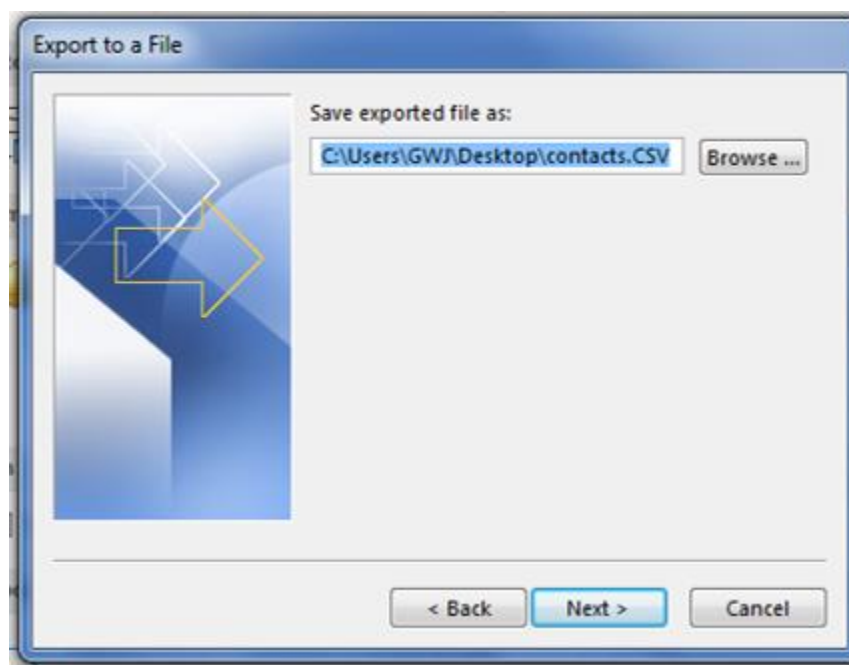 Export to a File
Save exported file as:
C:\Users\GWJ\Desktop\contacts.CSV
Browse ...
< Back
Next >
Cancel